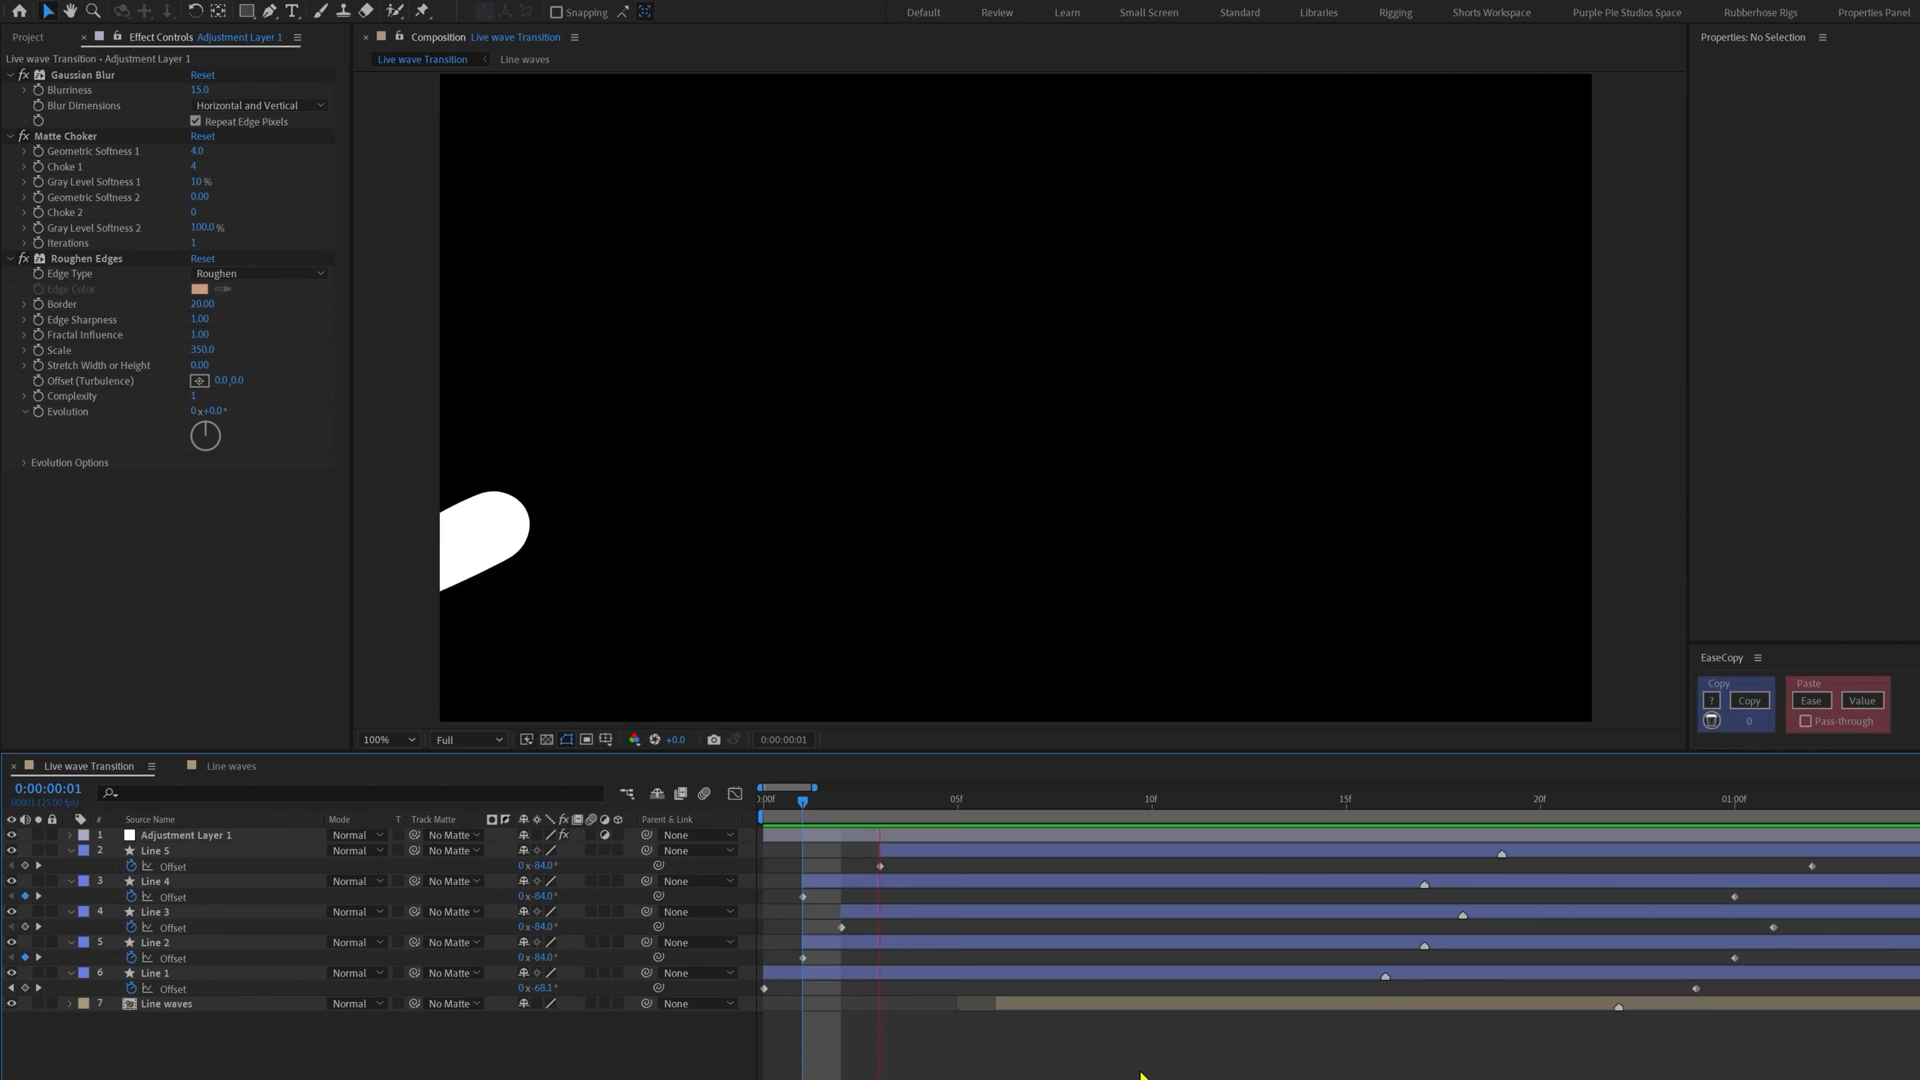 Snapping
Default
Review
Learn
Small Screen
Standard
Libraries
Rigging
Shorts Workspace
Purple Pie Studios Space
Rubberhose Rigs
Properties Panel
Project
Effect Controls Adjustment Layer 1
Composition Live wave Transition
Properties: No Selection
Live wave Transition • Adjustment Layer 1
Live wave Transition
Line waves
fx Gaussian Blur Reset
Blurriness 15.0
Blur Dimensions Horizontal and Vertical
Repeat Edge Pixels
fx Matte Choker Reset
Geometric Softness 1 4.0
Choke 1 4
Gray Level Softness 1 10 %
Geometric Softness 2 0.00
Choke 2 0
Gray Level Softness 2 100.0 %
Iterations 1
fx Roughen Edges Reset
Edge Type Roughen
Edge Color
Border 20.00
Edge Sharpness 1.00
Fractal Influence 1.00
Scale 350.0
Stretch Width or Height 0.00
Offset (Turbulence) 0.0,0.0
Complexity 1
Evolution 0x+0.0°
Evolution Options
EaseCopy
Copy
? Copy
0
Paste
Ease Value
Pass-through
100% Full +0.0 0:00:00:01
Live wave Transition
Line waves
0:00:00:01
00001 (25.00 fps)
:00f 05f 10f 15f 20f 01:00f
# Source Name Mode T Track Matte fx Parent & Link
1 Adjustment Layer 1 Normal No Matte fx None
2 Line 5 Normal No Matte None
Offset 0x-84.0°
3 Line 4 Normal No Matte None
Offset 0x-84.0°
4 Line 3 Normal No Matte None
Offset 0x-84.0°
5 Line 2 Normal No Matte None
Offset 0x-84.0°
6 Line 1 Normal No Matte None
Offset 0x-68.1°
7 Line waves Normal No Matte None